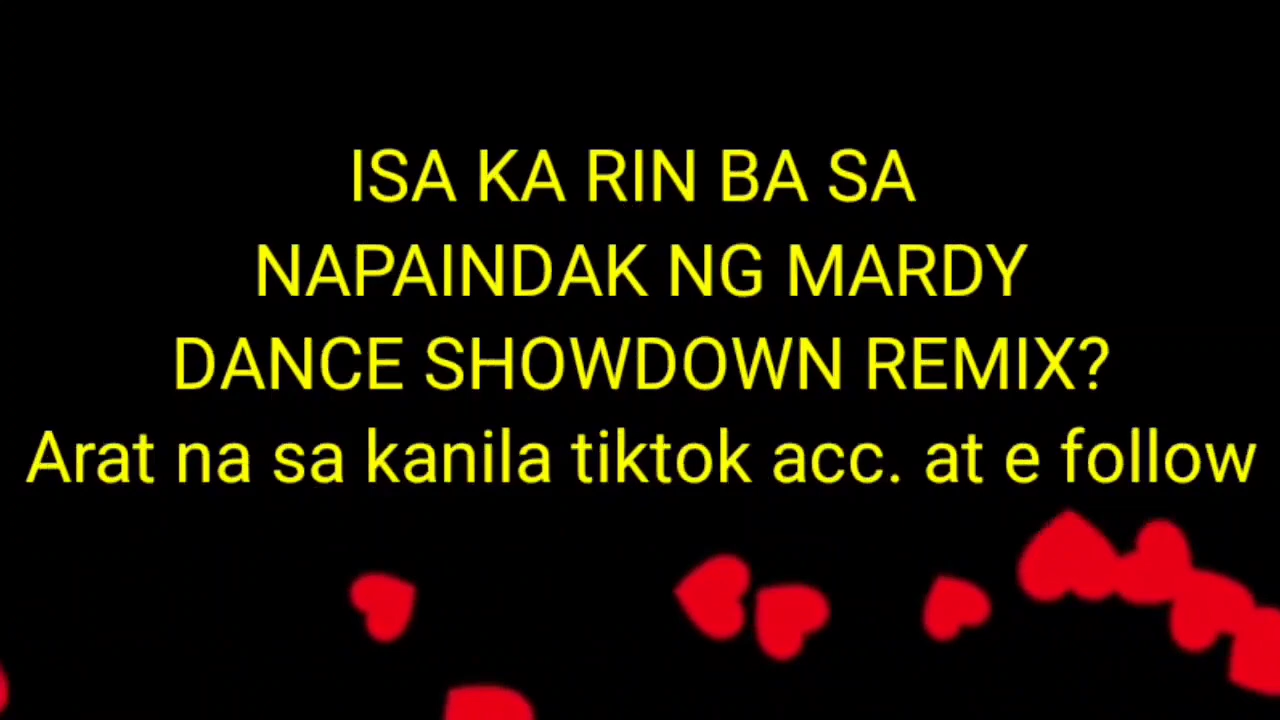 ISA KA RIN BA SA
NAPAINDAK NG MARDY
DANCE SHOWDOWN REMIX?
Arat na sa kanila tiktok acc. at e follow